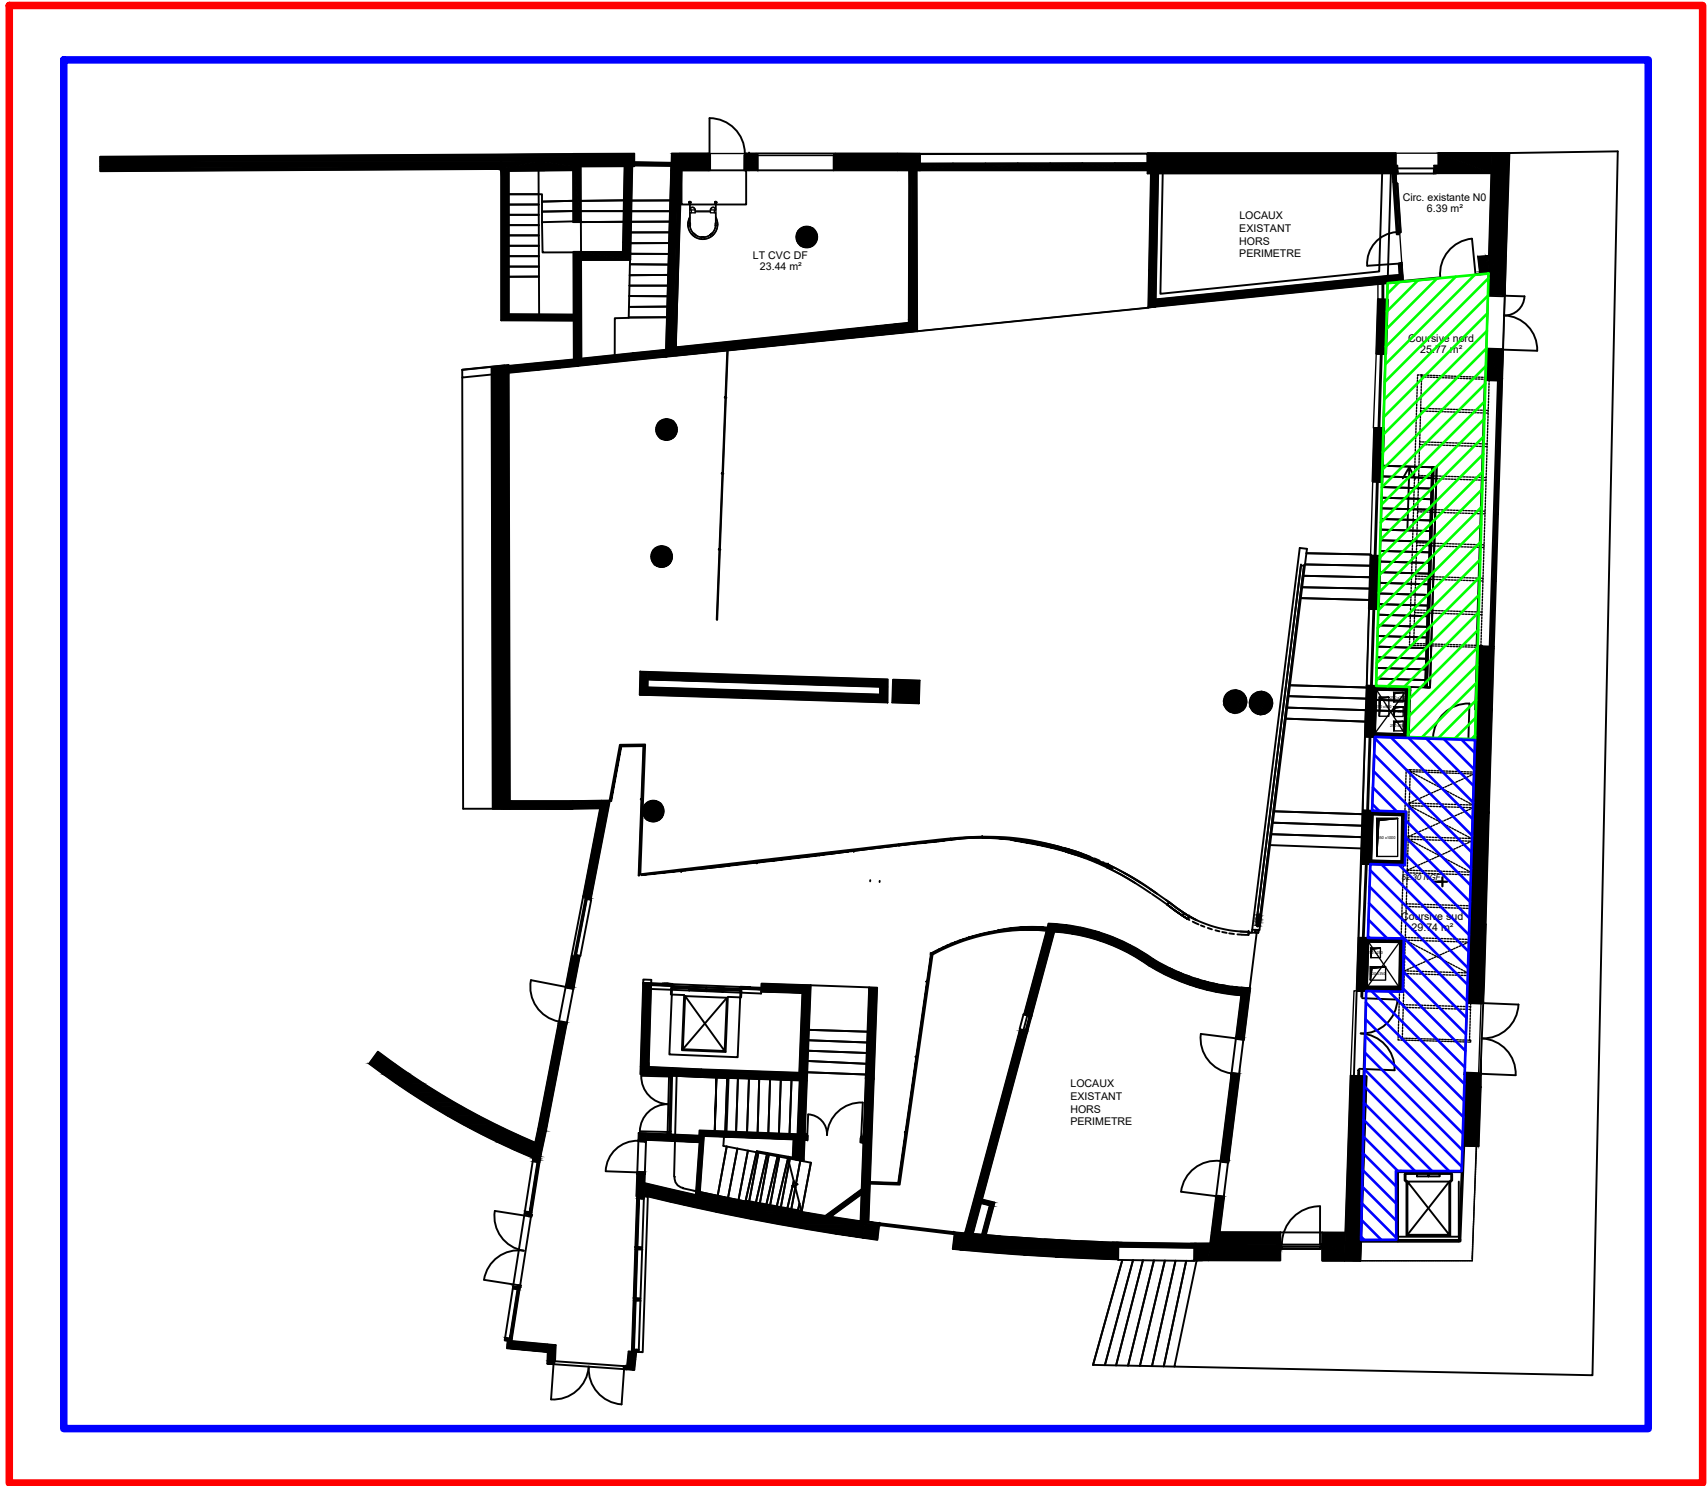 Circ. existante N0
6.39 m²
LOCAUX
EXISTANT
HORS
PERIMETRE
LT CVC DF
23.44 m²
Coursive nord
25.77 m²
Coursive sud
29.74 m²
LOCAUX
EXISTANT
HORS
PERIMETRE